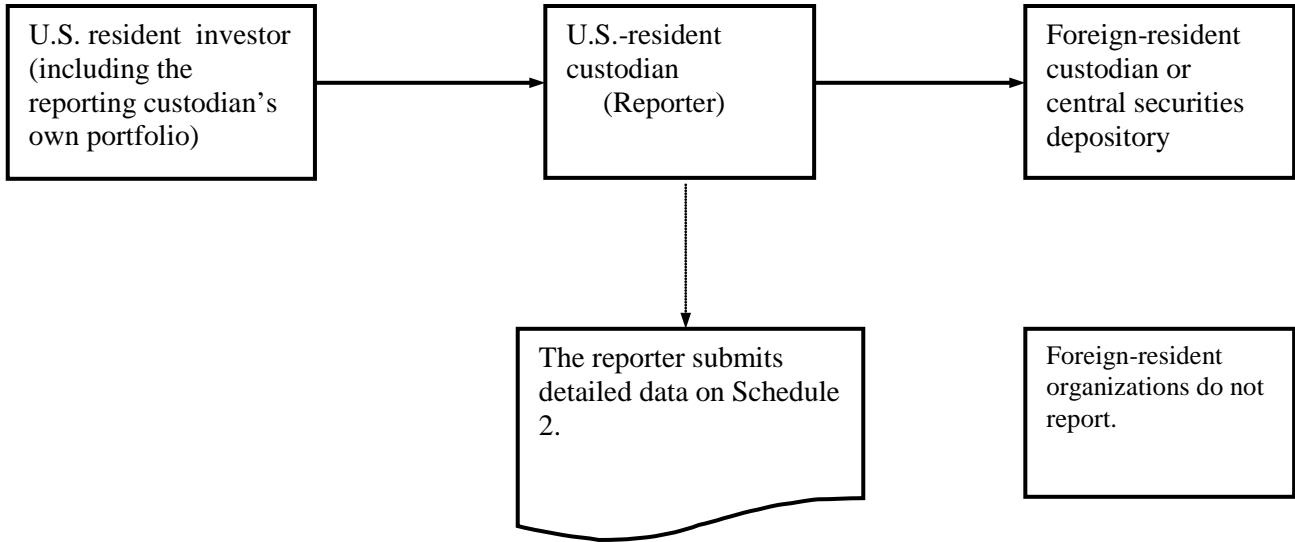 U.S. resident  investor
(including the
reporting custodian's
own portfolio)
U.S.-resident
custodian
(Reporter)
Foreign-resident
custodian or
central securities
depository
The reporter submits
detailed data on Schedule
2.
Foreign-resident
organizations do not
report.